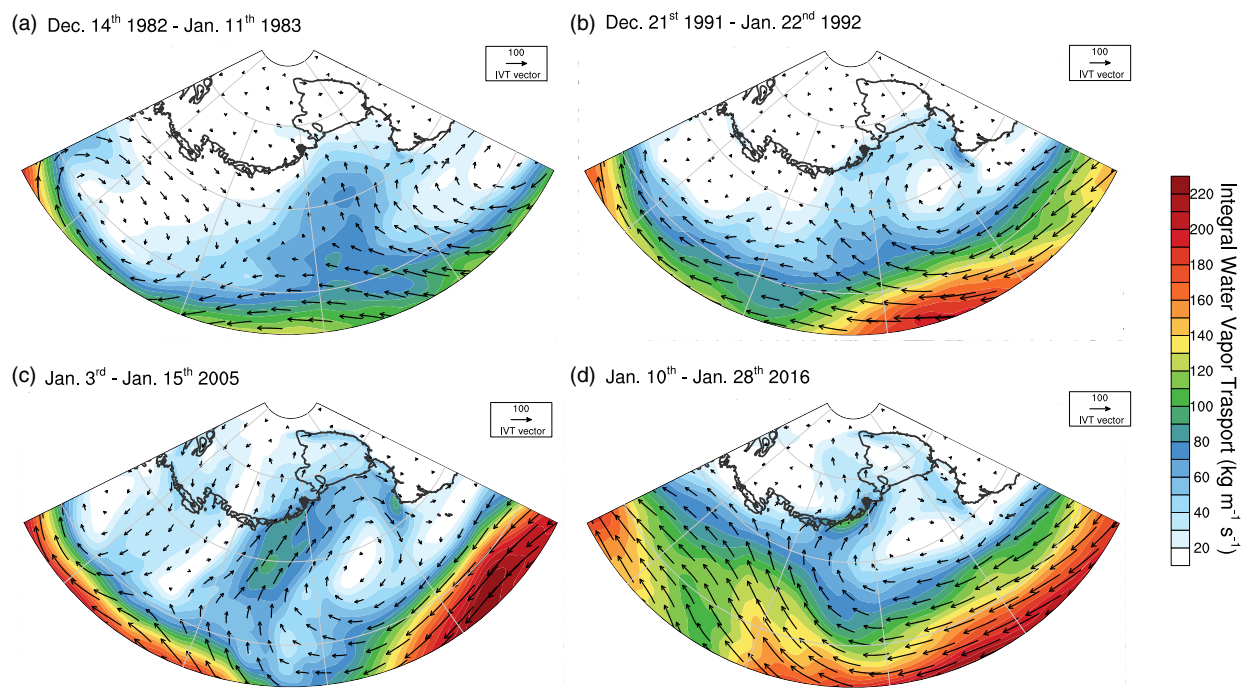 (a) Dec. 14th 1982 - Jan. 11th 1983
100
IVT vector
(b) Dec. 21st 1991 - Jan. 22nd 1992
100
IVT vector
(c) Jan. 3rd - Jan. 15th 2005
100
IVT vector
(d) Jan. 10th - Jan. 28th 2016
100
IVT vector
220
200
180
160
140
120
100
80
60
40
20
Integral Water Vapor Trasport (kg m-1 s-1)